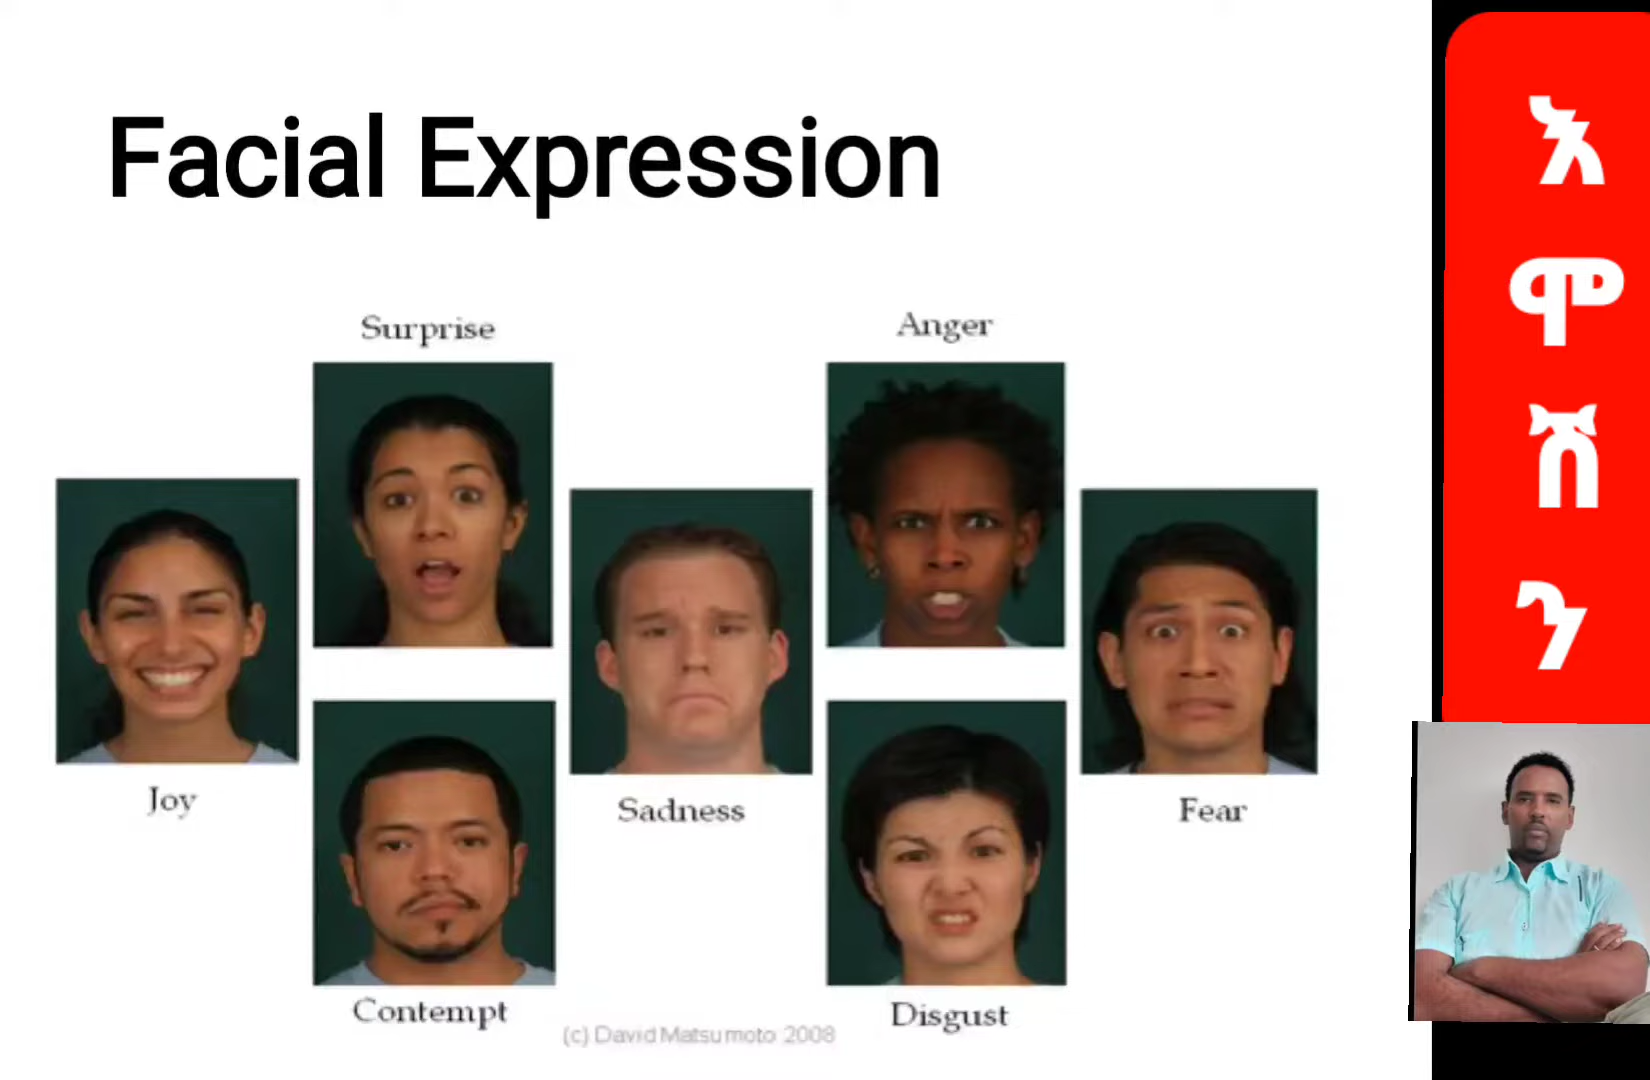 Facial Expression
Surprise
Anger
Joy
Sadness
Fear
Contempt
Disgust
(c) David Matsumoto 2008
እ
ሞ
ሽ
ን